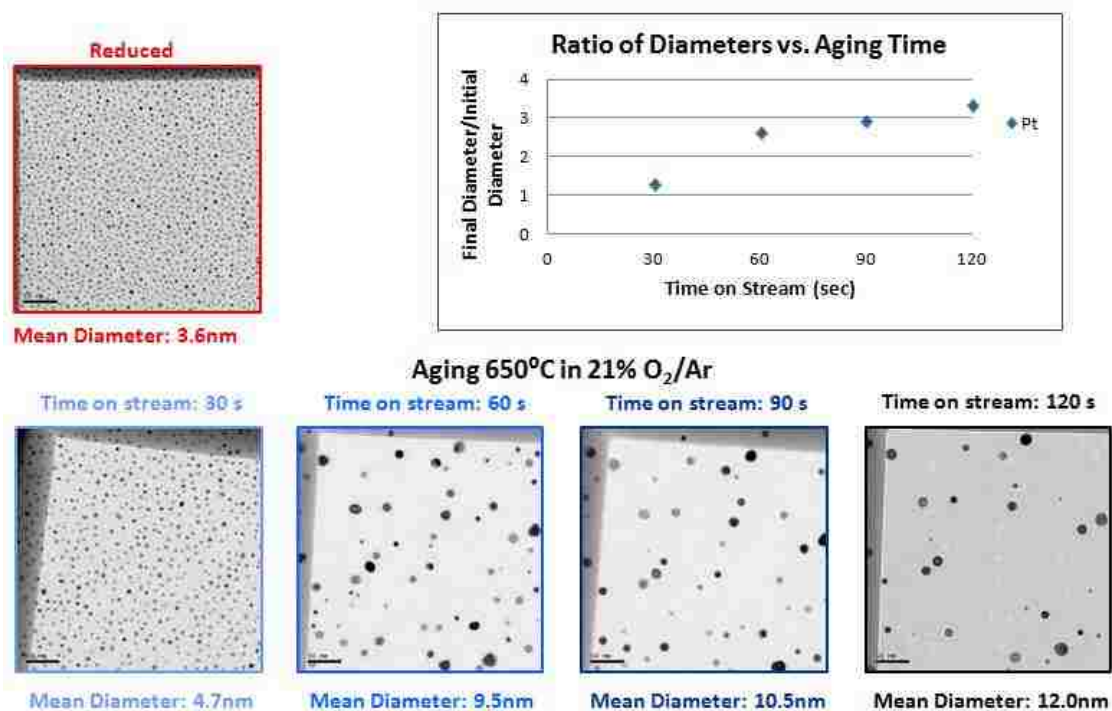 Reduced
Mean Diameter: 3.6nm
Ratio of Diameters vs. Aging Time
Final Diameter/Initial
Diameter
4
3
2
1
0
0 30 60 90 120
Time on Stream (sec)
Pt
Aging 650⁰C in 21% O₂/Ar
Time on stream: 30 s Time on stream: 60 s Time on stream: 90 s Time on stream: 120 s
Mean Diameter: 4.7nm Mean Diameter: 9.5nm Mean Diameter: 10.5nm Mean Diameter: 12.0nm